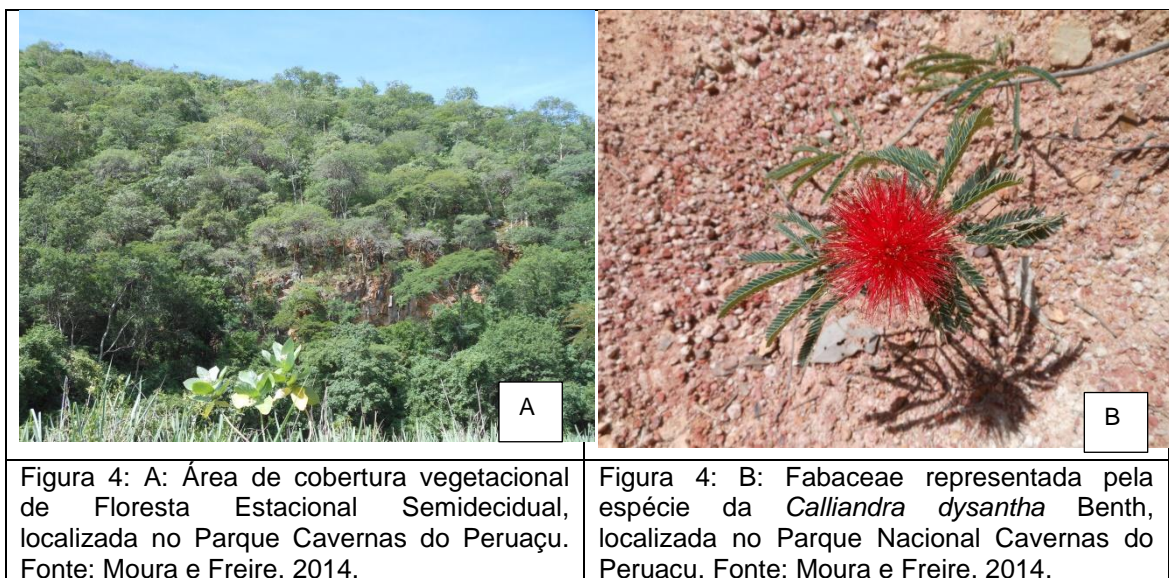 A
B
Figura 4: A: Área de cobertura vegetacional
de Floresta Estacional Semidecidual,
localizada no Parque Cavernas do Peruaçu.
Fonte: Moura e Freire, 2014.
Figura 4: B: Fabaceae representada pela
espécie da Calliandra dysantha Benth,
localizada no Parque Nacional Cavernas do
Peruaçu. Fonte: Moura e Freire, 2014.